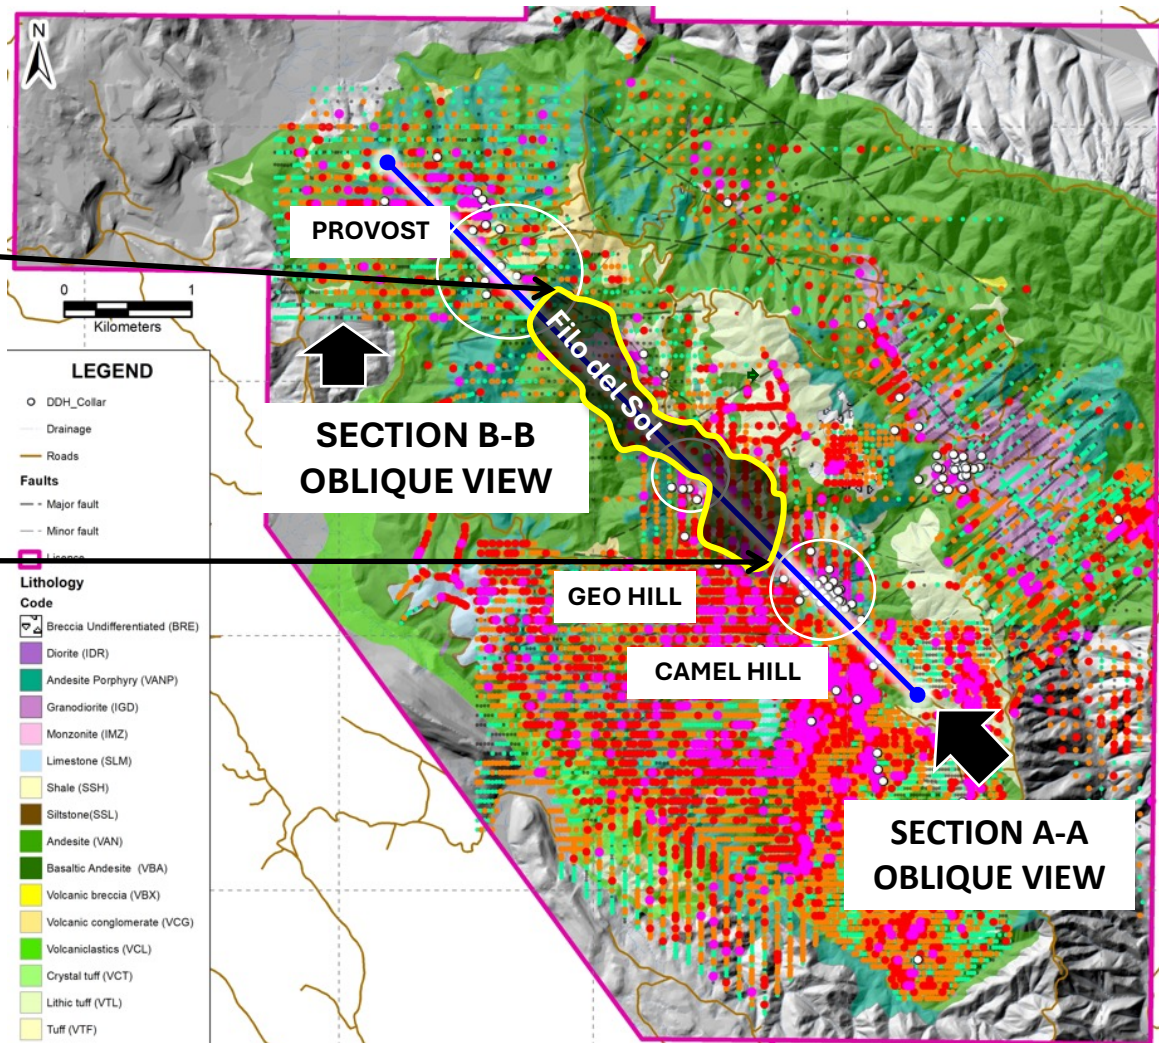 N
PROVOST
0 1
Kilometers
LEGEND
DDH_Collar
Drainage
Roads
Faults
Major fault
Minor fault
Licence
Lithology
Code
Breccia Undifferentiated (BRE)
Diorite (IDR)
Andesite Porphyry (VANP)
Granodiorite (IGD)
Monzonite (IMZ)
Limestone (SLM)
Shale (SSH)
Siltstone(SSL)
Andesite (VAN)
Basaltic Andesite (VBA)
Volcanic breccia (VBX)
Volcanic conglomerate (VCG)
Volcaniclastics (VCL)
Crystal tuff (VCT)
Lithic tuff (VTL)
Tuff (VTF)
Filo del Sol
SECTION B-B
OBLIQUE VIEW
GEO HILL
CAMEL HILL
SECTION A-A
OBLIQUE VIEW